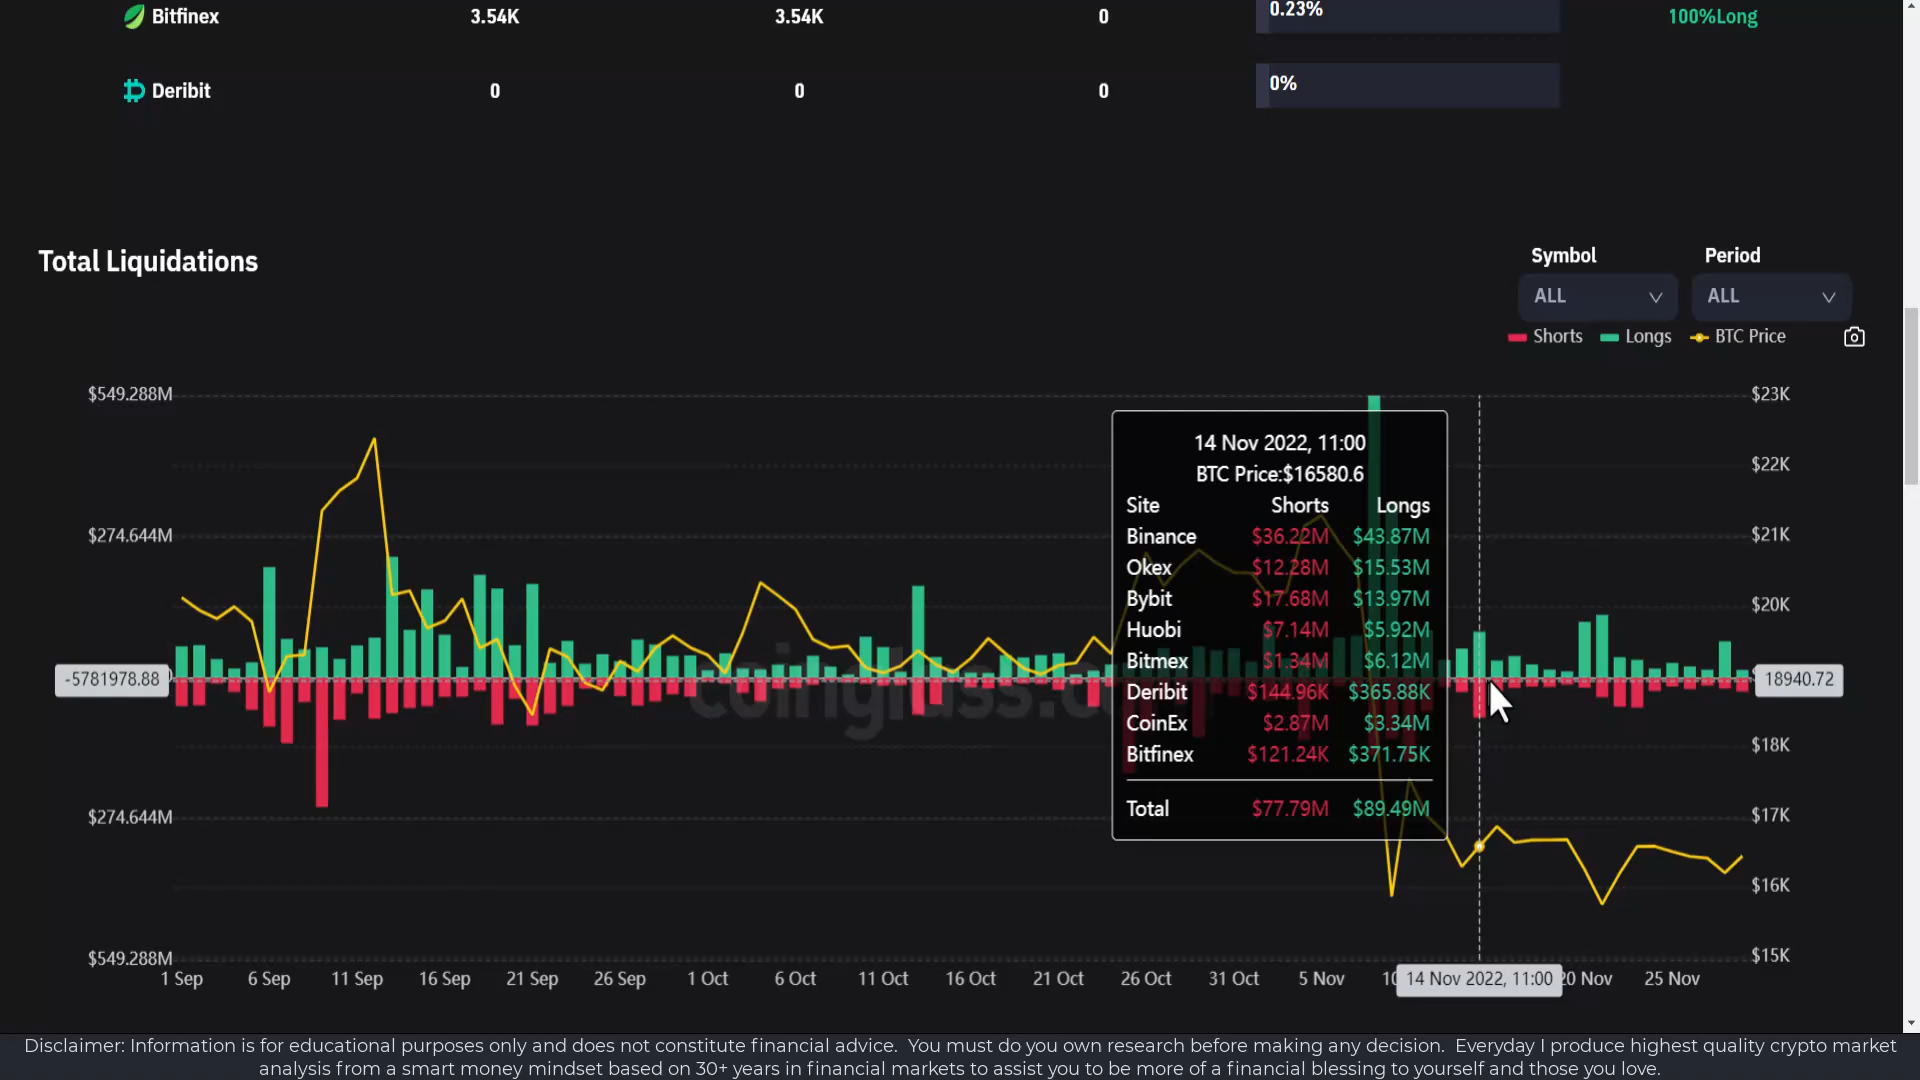 Bitfinex 3.54K 3.54K 0 0.23% 100%Long
Deribit 0 0 0 0%
Total Liquidations
Symbol Period
ALL ALL
Shorts Longs BTC Price
$549.288M $23K
$22K
$274.644M $21K
$20K
-5781978.88 18940.72
$18K
$274.644M $17K
$16K
$549.288M $15K
14 Nov 2022, 11:00
BTC Price:$16580.6
Site Shorts Longs
Binance $36.22M $43.87M
Okex $12.28M $15.53M
Bybit $17.68M $13.97M
Huobi $7.14M $5.92M
Bitmex $1.34M $6.12M
Deribit $144.96K $365.88K
CoinEx $2.87M $3.34M
Bitfinex $121.24K $371.75K
Total $77.79M $89.49M
coinglass.c
1 Sep 6 Sep 11 Sep 16 Sep 21 Sep 26 Sep 1 Oct 6 Oct 11 Oct 16 Oct 21 Oct 26 Oct 31 Oct 5 Nov 10 14 Nov 2022, 11:00 20 Nov 25 Nov
Disclaimer: Information is for educational purposes only and does not constitute financial advice. You must do you own research before making any decision. Everyday I produce highest quality crypto market
analysis from a smart money mindset based on 30+ years in financial markets to assist you to be more of a financial blessing to yourself and those you love.